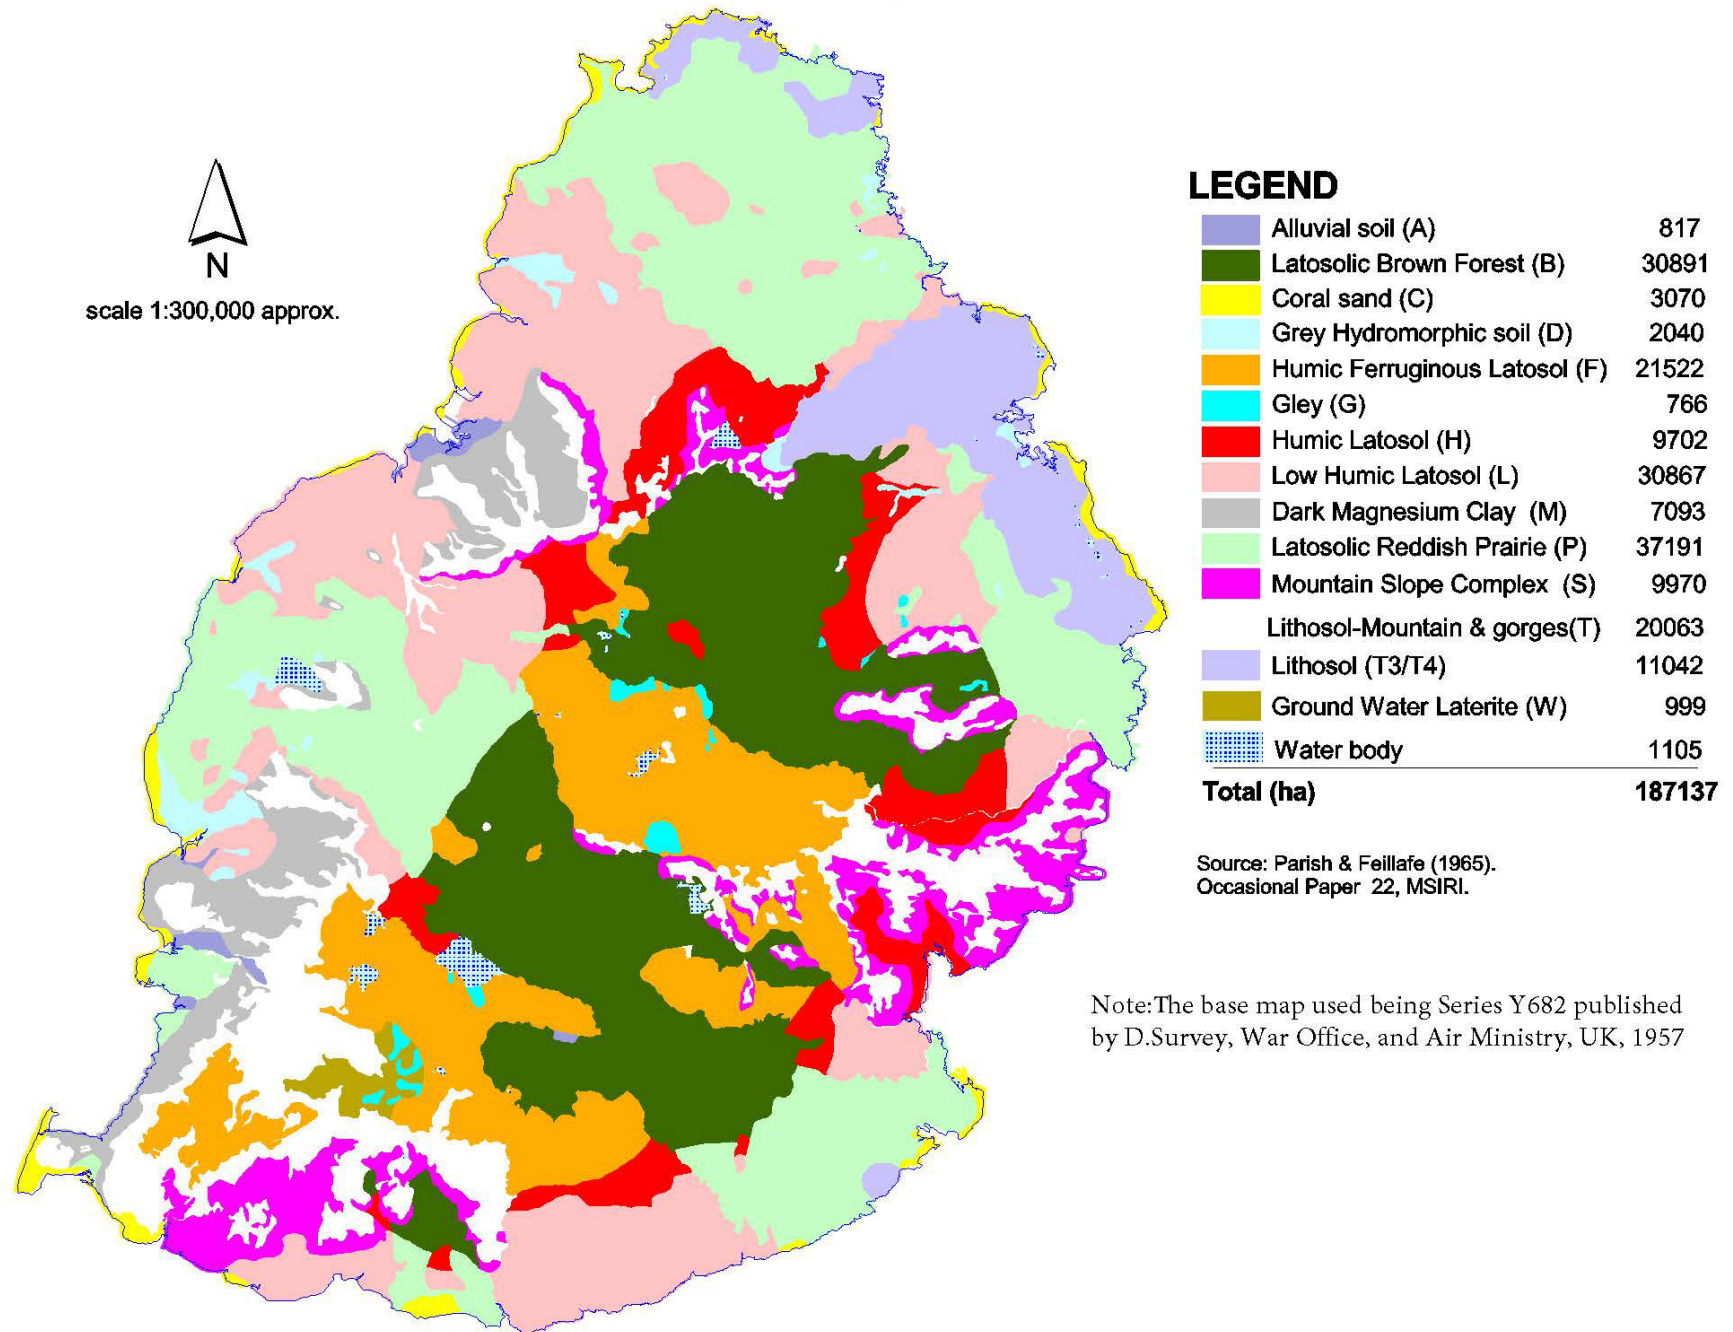 N
scale 1:300,000 approx.
LEGEND
Alluvial soil (A) 817
Latosolic Brown Forest (B) 30891
Coral sand (C) 3070
Grey Hydromorphic soil (D) 2040
Humic Ferruginous Latosol (F) 21522
Gley (G) 766
Humic Latosol (H) 9702
Low Humic Latosol (L) 30867
Dark Magnesium Clay (M) 7093
Latosolic Reddish Prairie (P) 37191
Mountain Slope Complex (S) 9970
Lithosol-Mountain & gorges(T) 20063
Lithosol (T3/T4) 11042
Ground Water Laterite (W) 999
Water body 1105
Total (ha) 187137
Source: Parish & Feillafe (1965).
Occasional Paper 22, MSIRI.
Note:The base map used being Series Y682 published
by D.Survey, War Office, and Air Ministry, UK, 1957